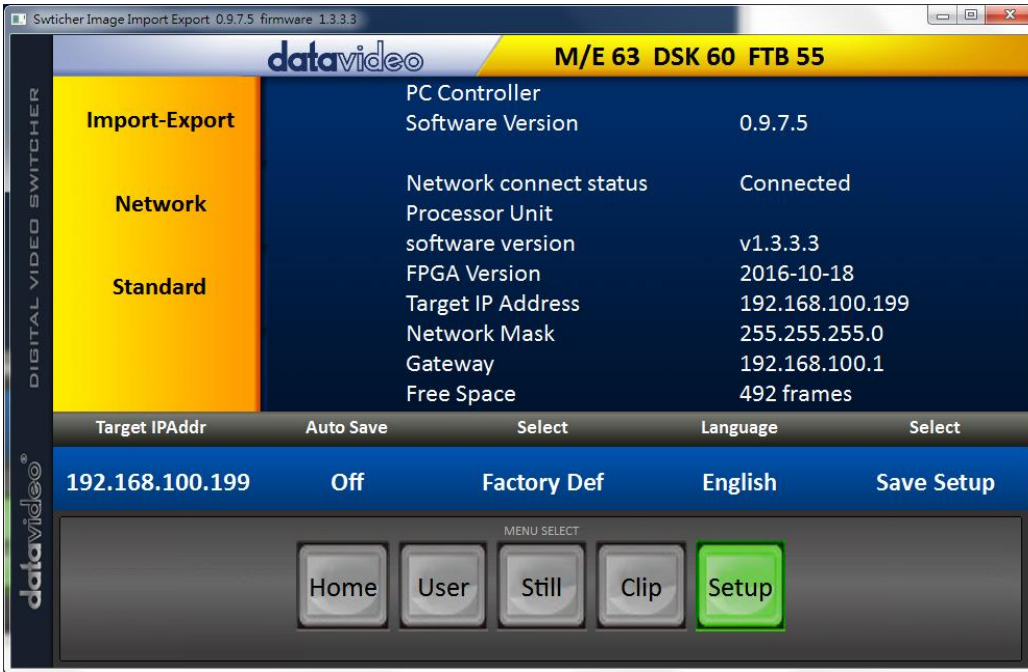 Swticher Image Import Export 0.9.7.5 firmware 1.3.3.3
datavideo
M/E 63 DSK 60 FTB 55
DIGITAL VIDEO SWITCHER
datavideo®
Import-Export
Network
Standard
PC Controller
Software Version 0.9.7.5
Network connect status Connected
Processor Unit
software version v1.3.3.3
FPGA Version 2016-10-18
Target IP Address 192.168.100.199
Network Mask 255.255.255.0
Gateway 192.168.100.1
Free Space 492 frames
Target IPAddr Auto Save Select Language Select
192.168.100.199 Off Factory Def English Save Setup
MENU SELECT
Home User Still Clip Setup